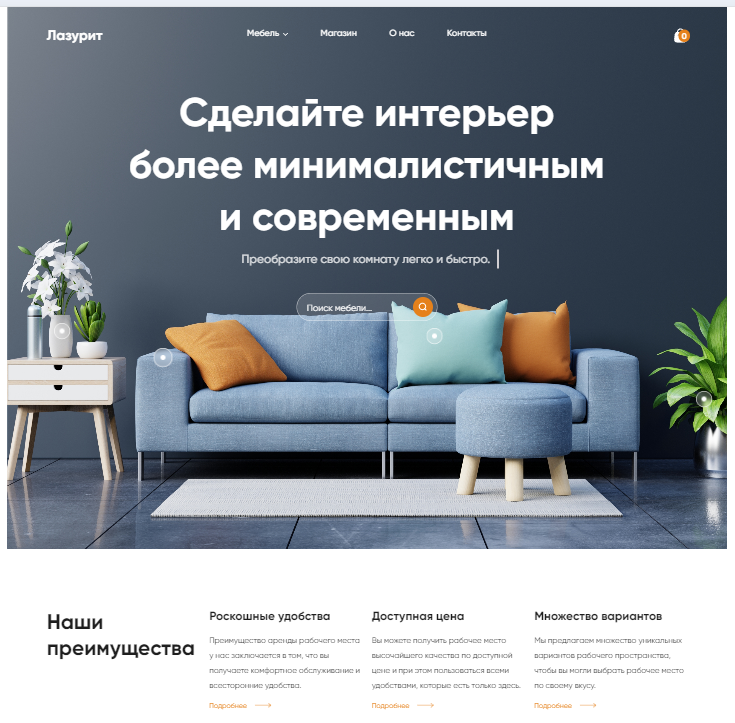 Лазурит
Мебель
Магазин
О нас
Контакты
0
Сделайте интерьер
более минималистичным
и современным
Преобразите свою комнату легко и быстро.
Поиск мебели...
Наши
преимущества
Роскошные удобства
Преимущество аренды рабочего места
у нас заключается в том, что вы
получаете комфортное обслуживание и
всесторонние удобства.
Подробнее
Доступная цена
Вы можете получить рабочее место
высочайшего качества по доступной
цене и при этом пользоваться всеми
удобствами, которые есть только здесь.
Подробнее
Множество вариантов
Мы предлагаем множество уникальных
вариантов рабочего пространства,
чтобы вы могли выбрать рабочее место
по своему вкусу.
Подробнее